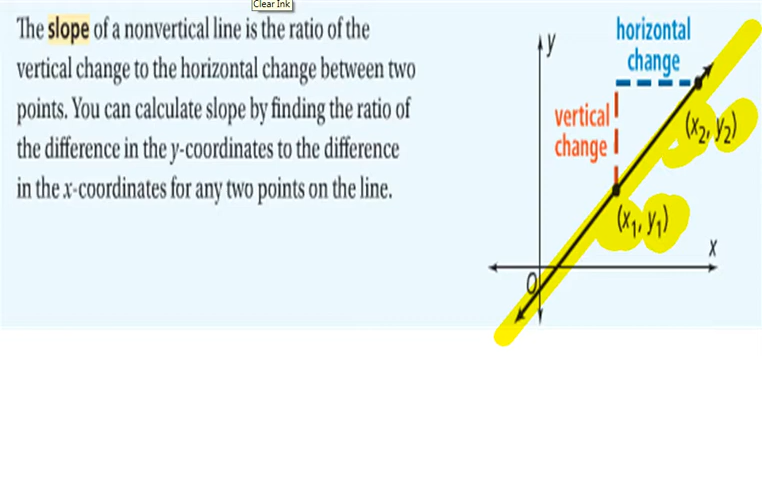 Clear Ink
The slope of a nonvertical line is the ratio of the
vertical change to the horizontal change between two
points. You can calculate slope by finding the ratio of
the difference in the y-coordinates to the difference
in the x-coordinates for any two points on the line.
y
horizontal
change
vertical
change
(x₂, y₂)
(x₁, y₁)
x
O